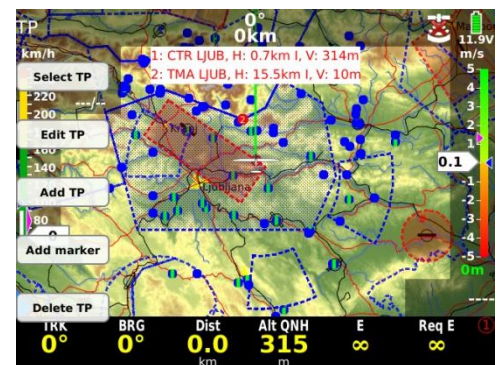 TP
0°
0km
11.9V
km/h
m/s
1: CTR LJUB, H: 0.7km I, V: 314m
2: TMA LJUB, H: 15.5km I, V: 10m
Select TP
220
---/--
200
Edit TP
140
Add TP
80
Add marker
Delete TP
2
Ljubljana
5
4
3
2
1
0.1
-1
-2
-3
-4
-5
0m
----
TRK BRG Dist Alt QNH E Req E
1
0° 0° 0.0 315 ∞ ∞
km m